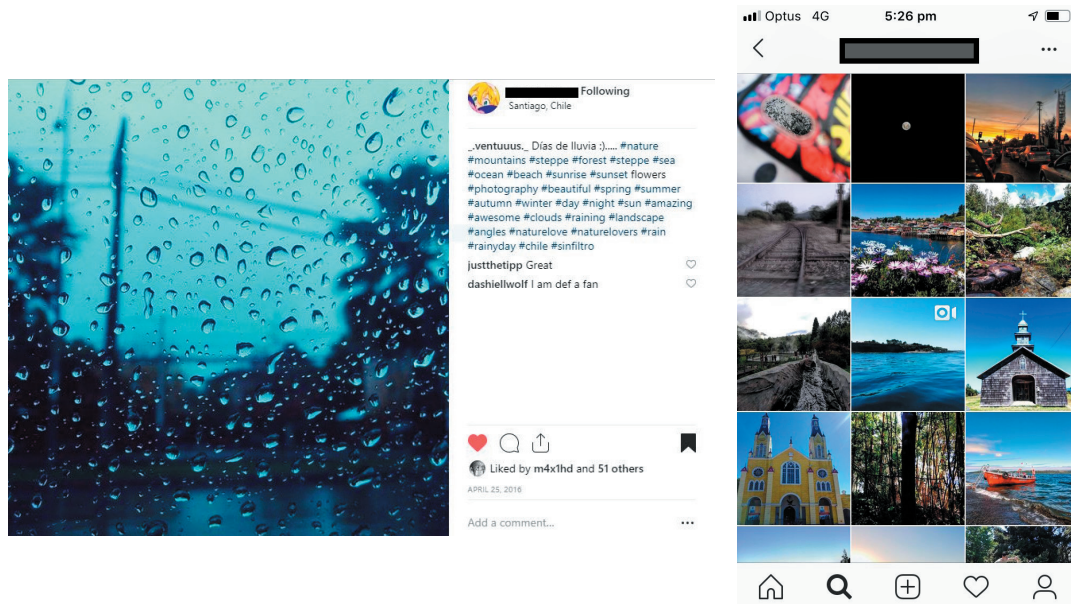 Following
Santiago, Chile
_.ventuuus._ Días de lluvia :)..... #nature
#mountains #steppe #forest #steppe #sea
#ocean #beach #sunrise #sunset flowers
#photography #beautiful #spring #summer
#autumn #winter #day #night #sun #amazing
#awesome #clouds #raining #landscape
#angles #naturelove #naturelovers #rain
#rainyday #chile #sinfiltro
justthetipp Great
dashiellwolf I am def a fan
Liked by m4x1hd and 51 others
APRIL 25, 2016
Add a comment...
Optus 4G 5:26 pm